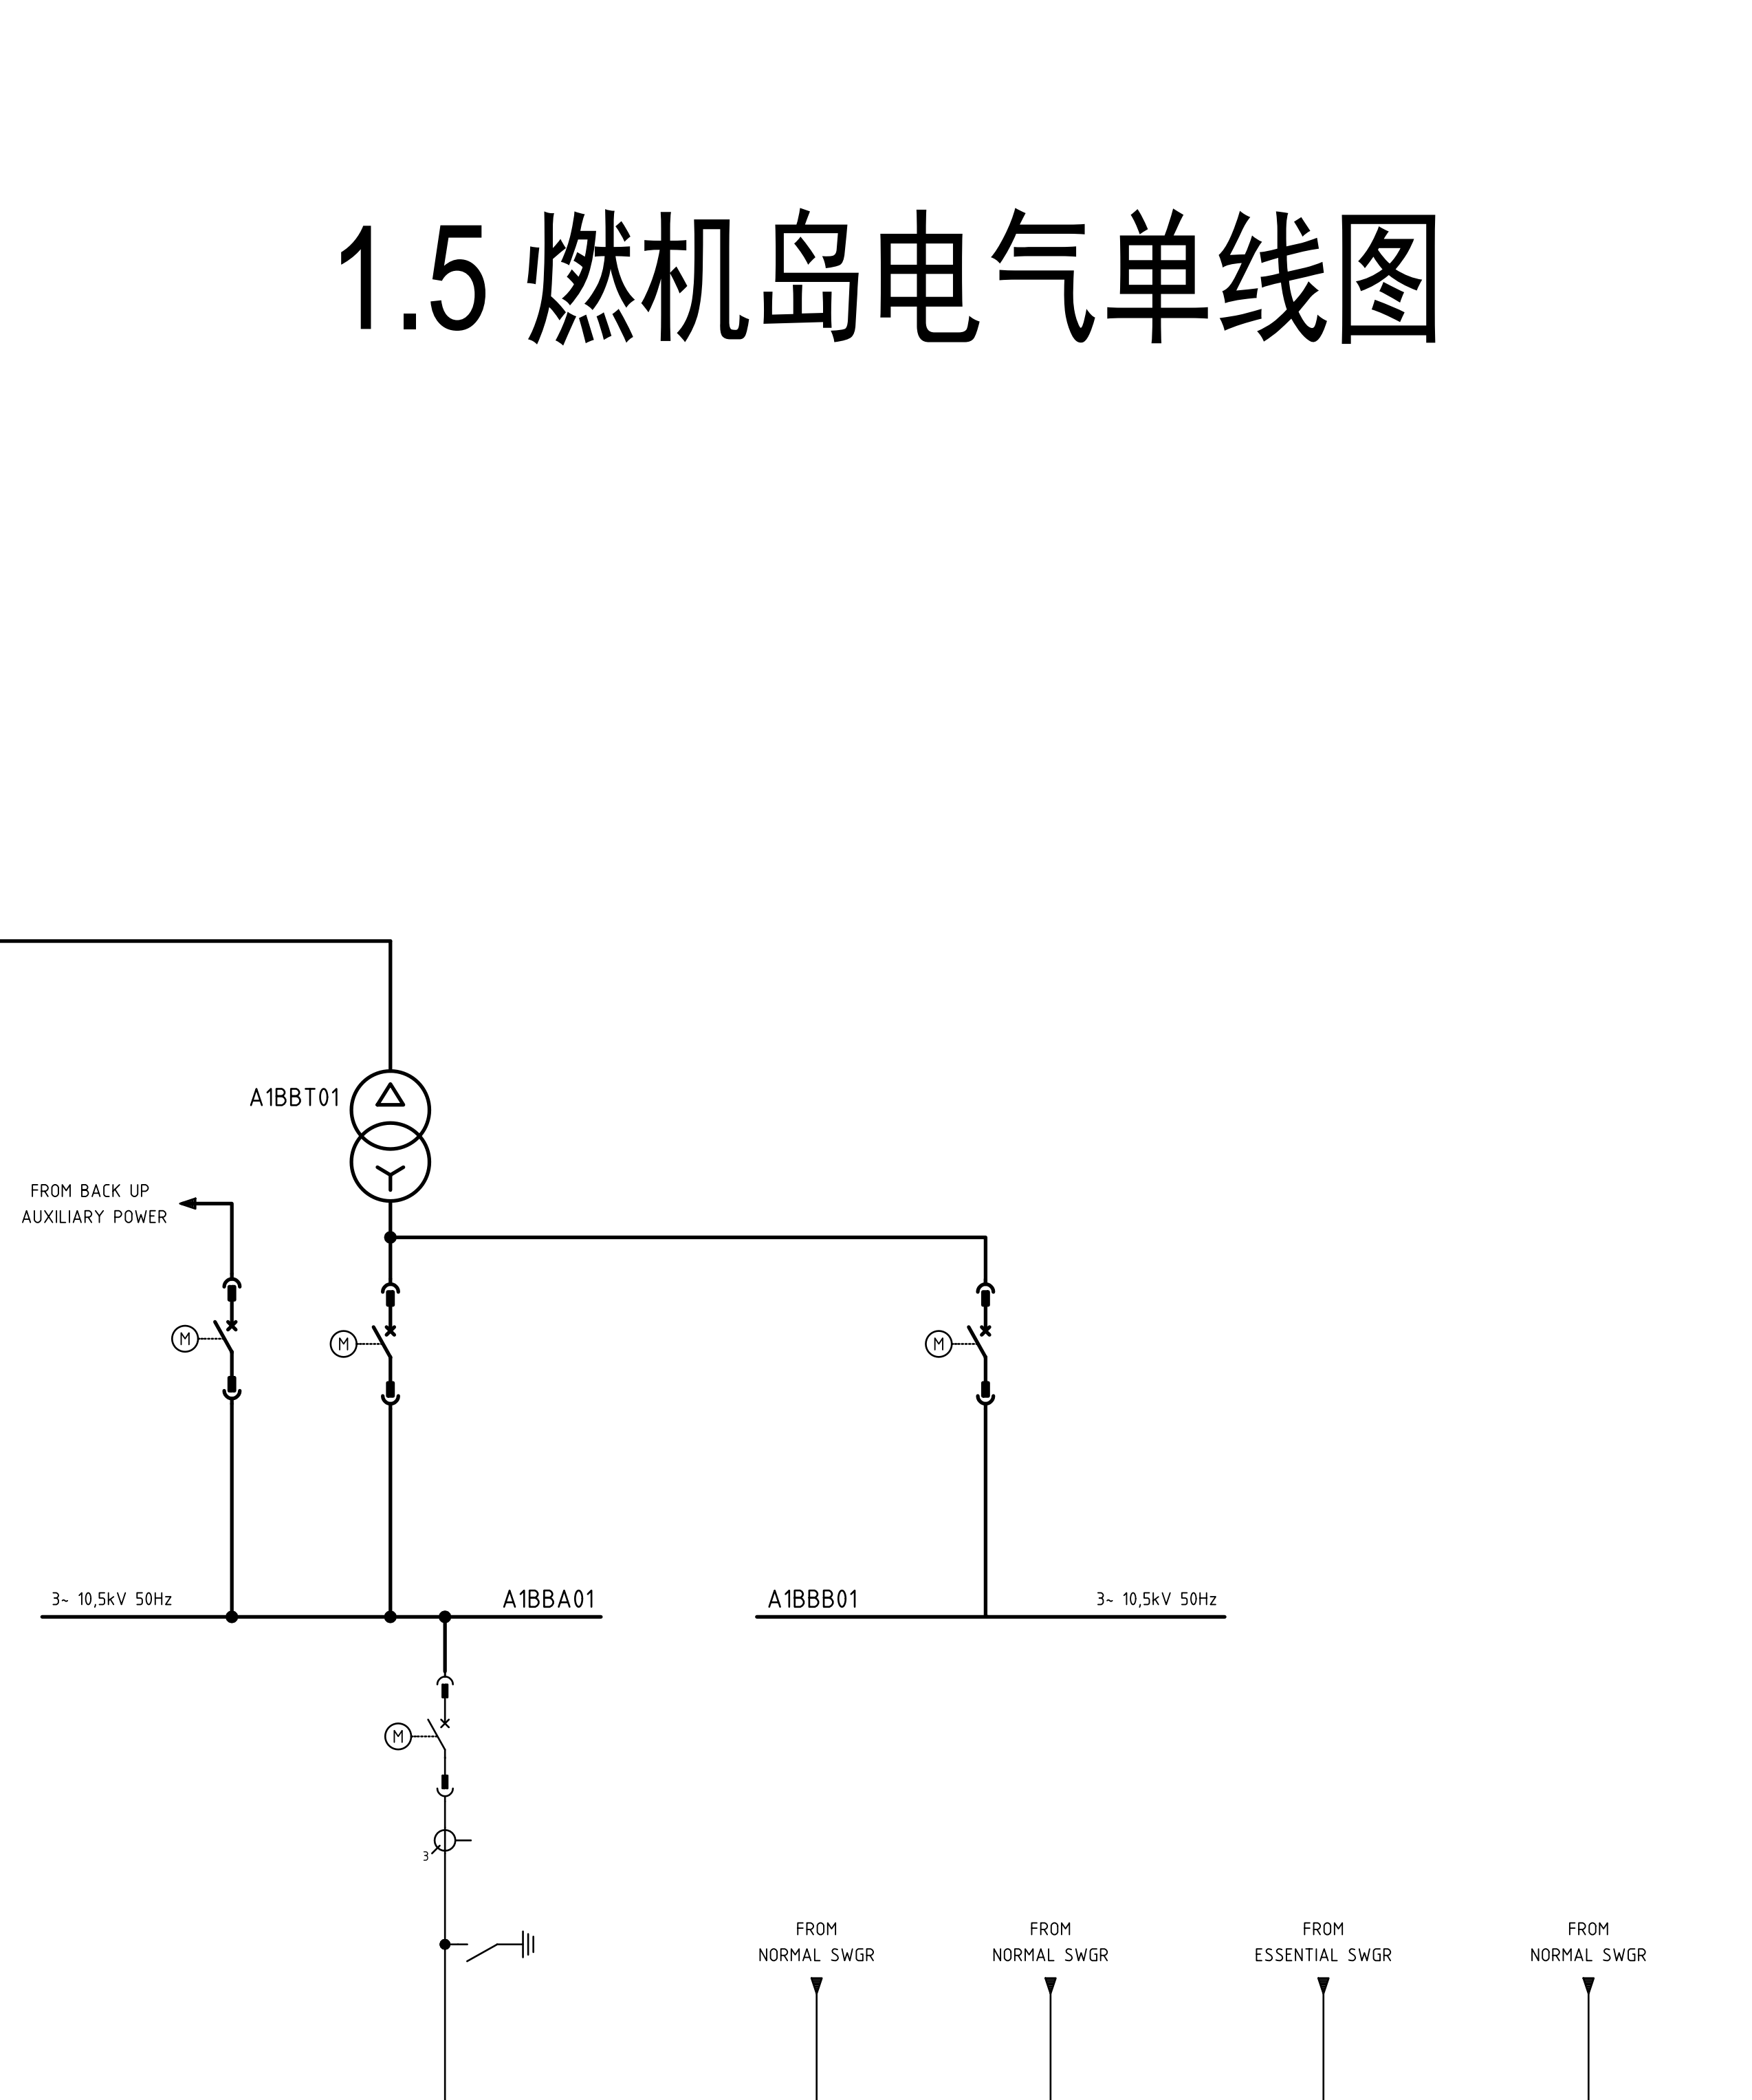 1.5 燃机岛电气单线图
A1BBT01
FROM BACK UP
AUXILIARY POWER
M
M
M
3~ 10,5kV 50Hz
A1BBA01
A1BBB01
3~ 10,5kV 50Hz
M
3
FROM
NORMAL SWGR
FROM
NORMAL SWGR
FROM
ESSENTIAL SWGR
FROM
NORMAL SWGR